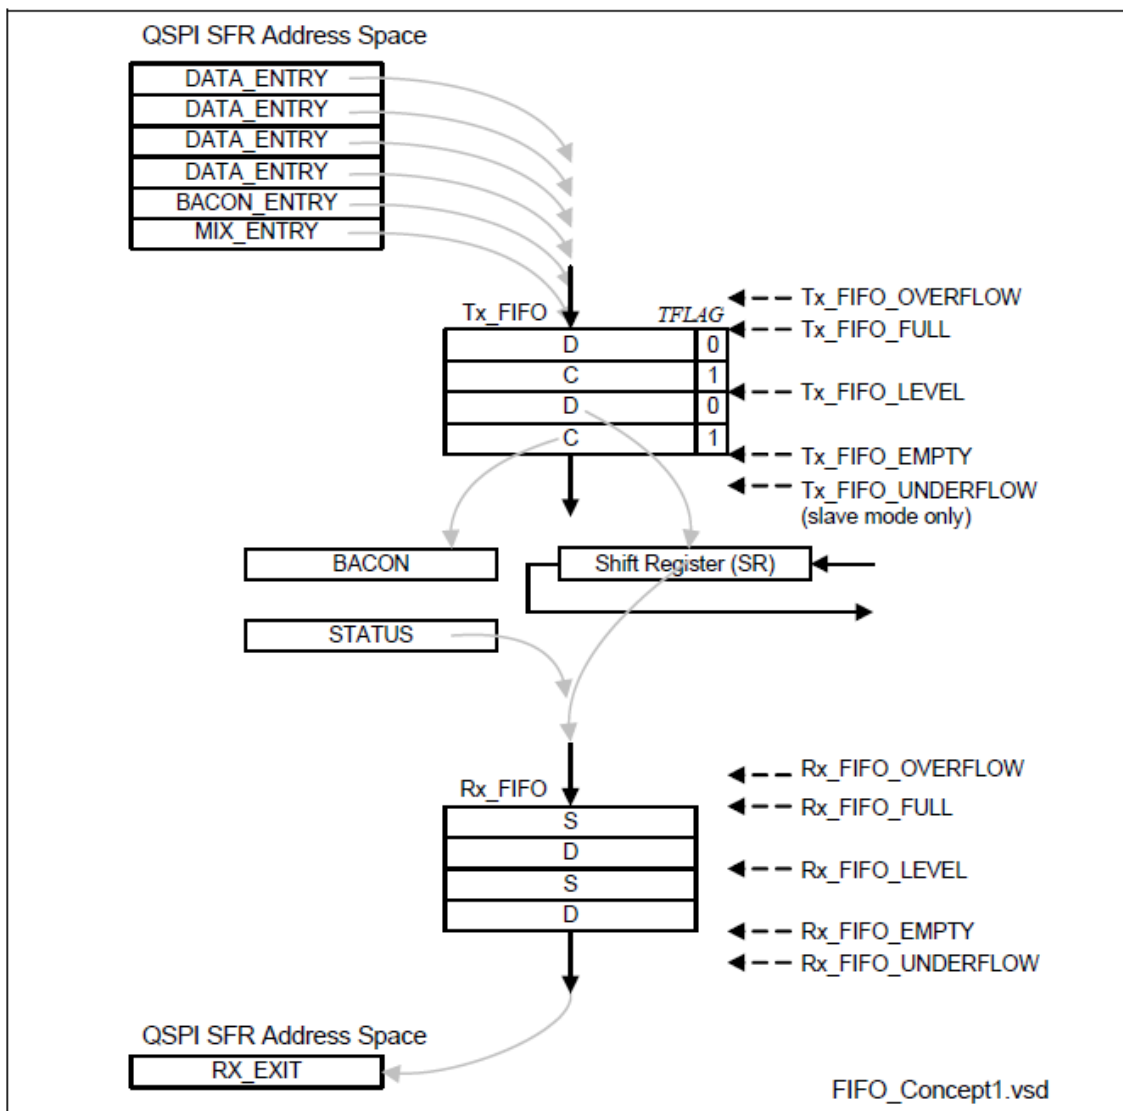 QSPI SFR Address Space
DATA_ENTRY
DATA_ENTRY
DATA_ENTRY
DATA_ENTRY
BACON_ENTRY
MIX_ENTRY
Tx_FIFO
TFLAG
D 0
C 1
D 0
C 1
Tx_FIFO_OVERFLOW
Tx_FIFO_FULL
Tx_FIFO_LEVEL
Tx_FIFO_EMPTY
Tx_FIFO_UNDERFLOW
(slave mode only)
BACON
Shift Register (SR)
STATUS
Rx_FIFO
S
D
S
D
Rx_FIFO_OVERFLOW
Rx_FIFO_FULL
Rx_FIFO_LEVEL
Rx_FIFO_EMPTY
Rx_FIFO_UNDERFLOW
QSPI SFR Address Space
RX_EXIT
FIFO_Concept1.vsd